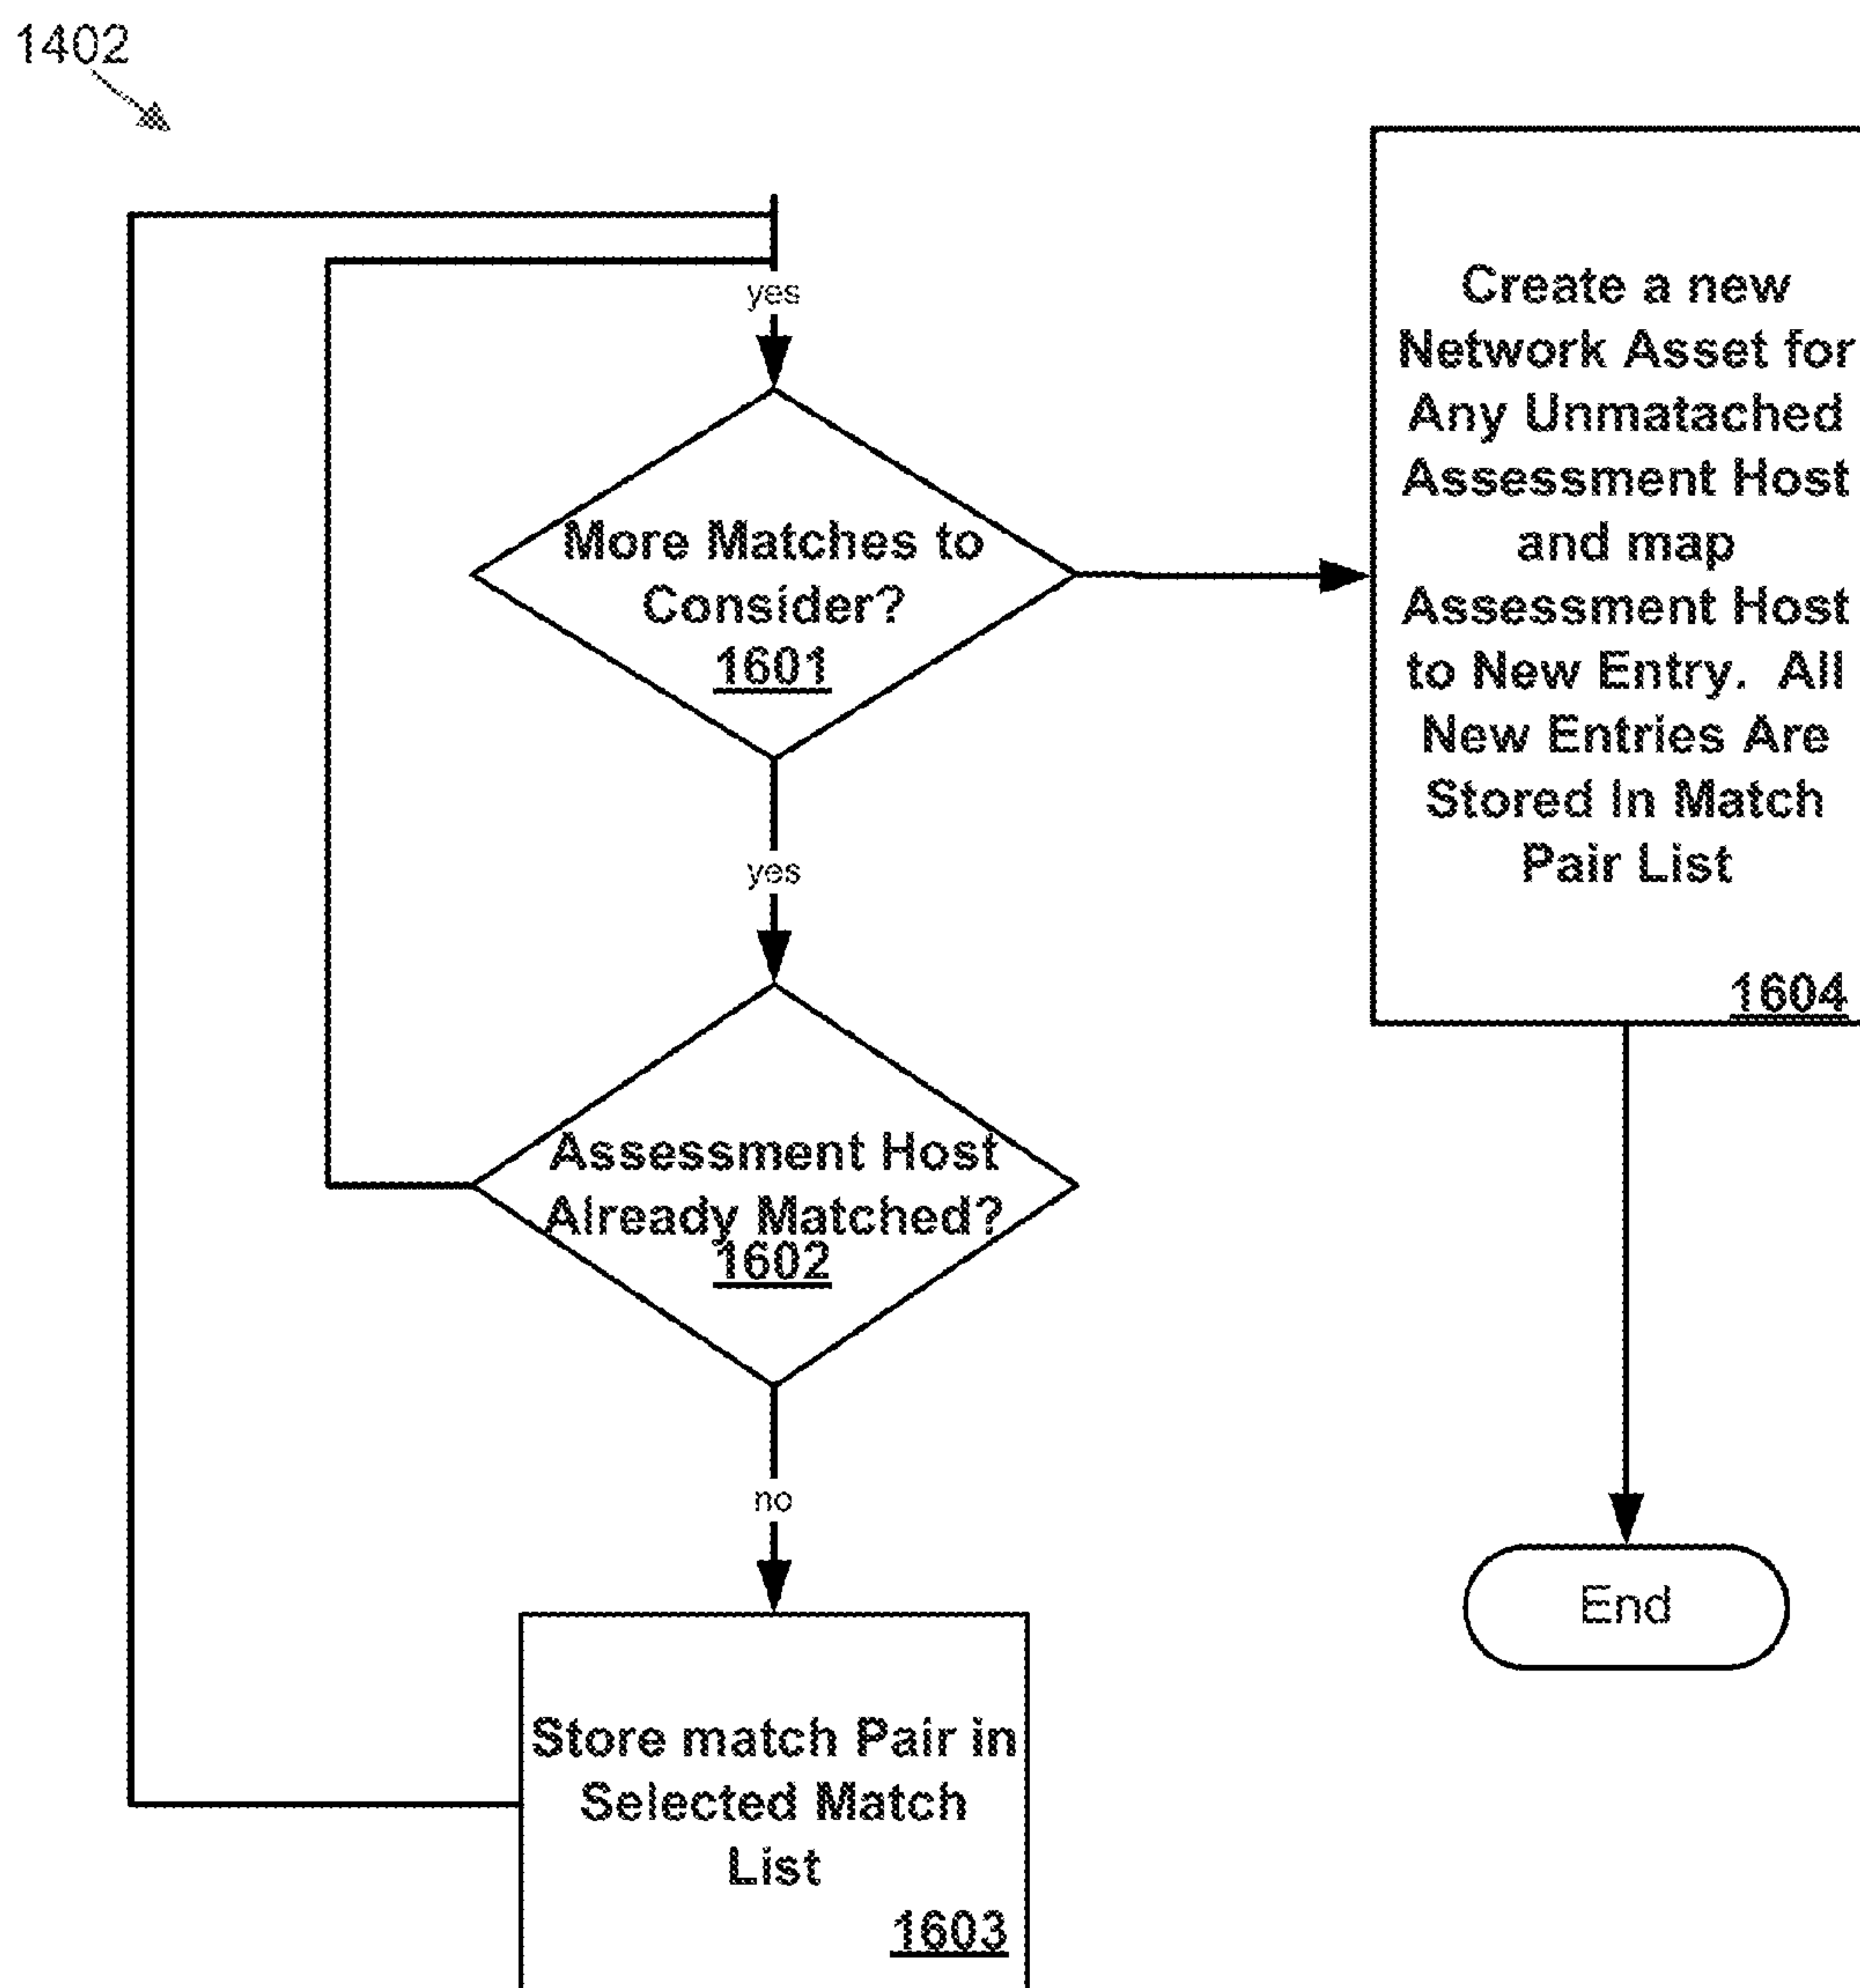 1402
yes
More Matches to
Consider?
1601
yes
Assessment Host
Already Matched?
1602
no
Store match Pair in
Selected Match
List
1603
Create a new
Network Asset for
Any Unmatached
Assessment Host
and map
Assessment Host
to New Entry. All
New Entries Are
Stored In Match
Pair List
1604
End